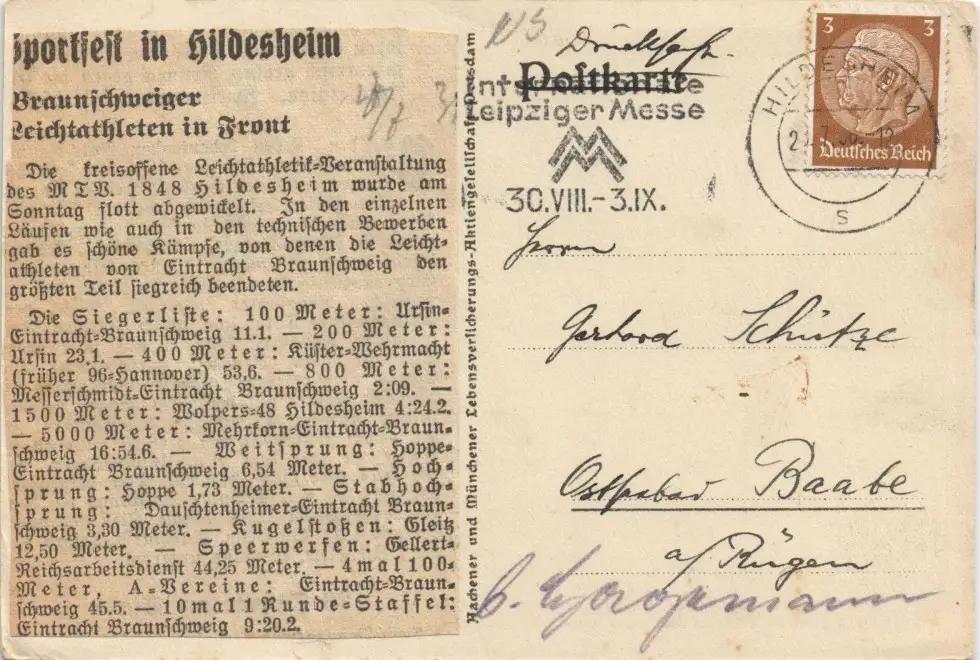 Sportfest in Hildesheim
Braunschweiger
Leichtathleten in Front
Die kreisoffene Leichtathletik-Veranstaltung
des MTV. 1848 Hildesheim wurde am
Sonntag flott abgewickelt. In den einzelnen
Läufen wie auch in den technischen Bewerben
gab es schöne Kämpfe, von denen die Leicht-
athleten von Eintracht Braunschweig den
größten Teil siegreich beendeten.
Die Siegerliste: 100 Meter: Ursin-
Eintracht-Braunschweig 11.1. — 200 Meter:
Ursin 23,1. — 400 Meter: Küster-Wehrmacht
(früher 96-Hannover) 53,6. — 800 Meter:
Messerschmidt-Eintracht Braunschweig 2:09. —
1500 Meter: Wolpers-48 Hildesheim 4:24.2.
— 5000 Meter: Mehrkorn-Eintracht-Braun-
schweig 16:54.6. — Weitsprung: Hoppe-
Eintracht Braunschweig 6,54 Meter. — Hoch-
sprung: Hoppe 1,73 Meter. — Stabhoch-
sprung: Dauschtenheimer-Eintracht Braun-
schweig 3,30 Meter. — Kugelstoßen: Gleitz
12,50 Meter. — Speerwerfen: Gellert-
Reichsarbeitsdienst 44,25 Meter. — 4mal100-
Meter, A-Vereine: Eintracht-Braun-
schweig 45.5. — 10mal1Runde-Staffel:
Eintracht Braunschweig 9:20.2.
Aachener und Münchener Lebensversicherungs-Aktiengesellschaft Potsdam
NS
Drucksache
Postkarte
Leipziger Messe
30.VIII.-3.IX.
HILDESHEIM
S
3 3
Deutsches Reich
Herrn
Gerhard Schütze
Ostseebad Baabe
a/Rügen